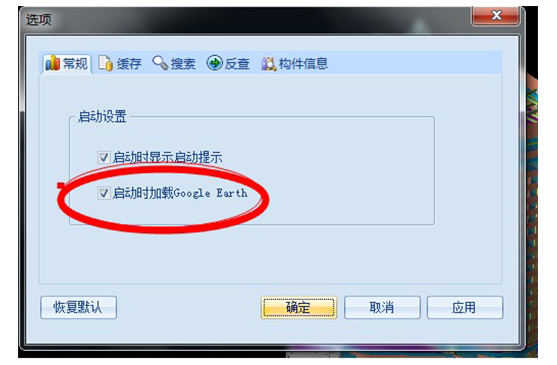 选项
常规 缓存 搜索 反查 构件信息
启动设置
启动时显示启动提示
启动时加载Google Earth
恢复默认 确定 取消 应用